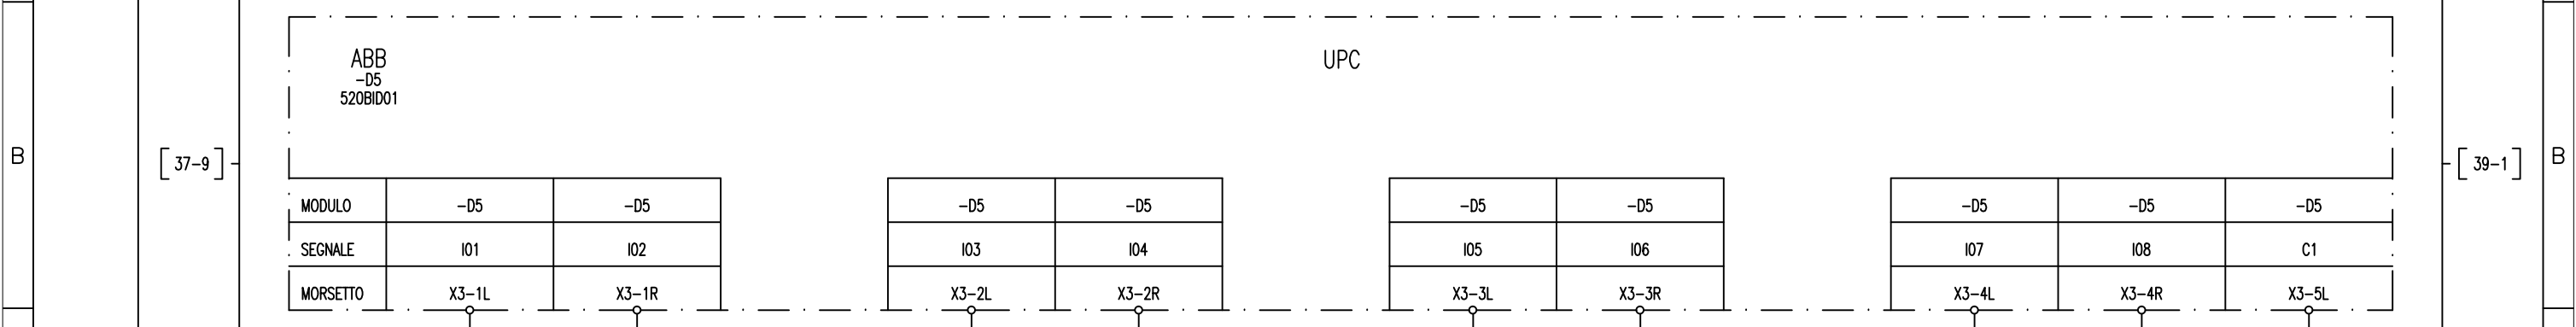 ABB
-D5
520BID01
UPC
B
[ 37-9 ]
[ 39-1 ]
B
MODULO -D5 -D5 -D5 -D5 -D5 -D5 -D5 -D5 -D5
SEGNALE I01 I02 I03 I04 I05 I06 I07 I08 C1
MORSETTO X3-1L X3-1R X3-2L X3-2R X3-3L X3-3R X3-4L X3-4R X3-5L